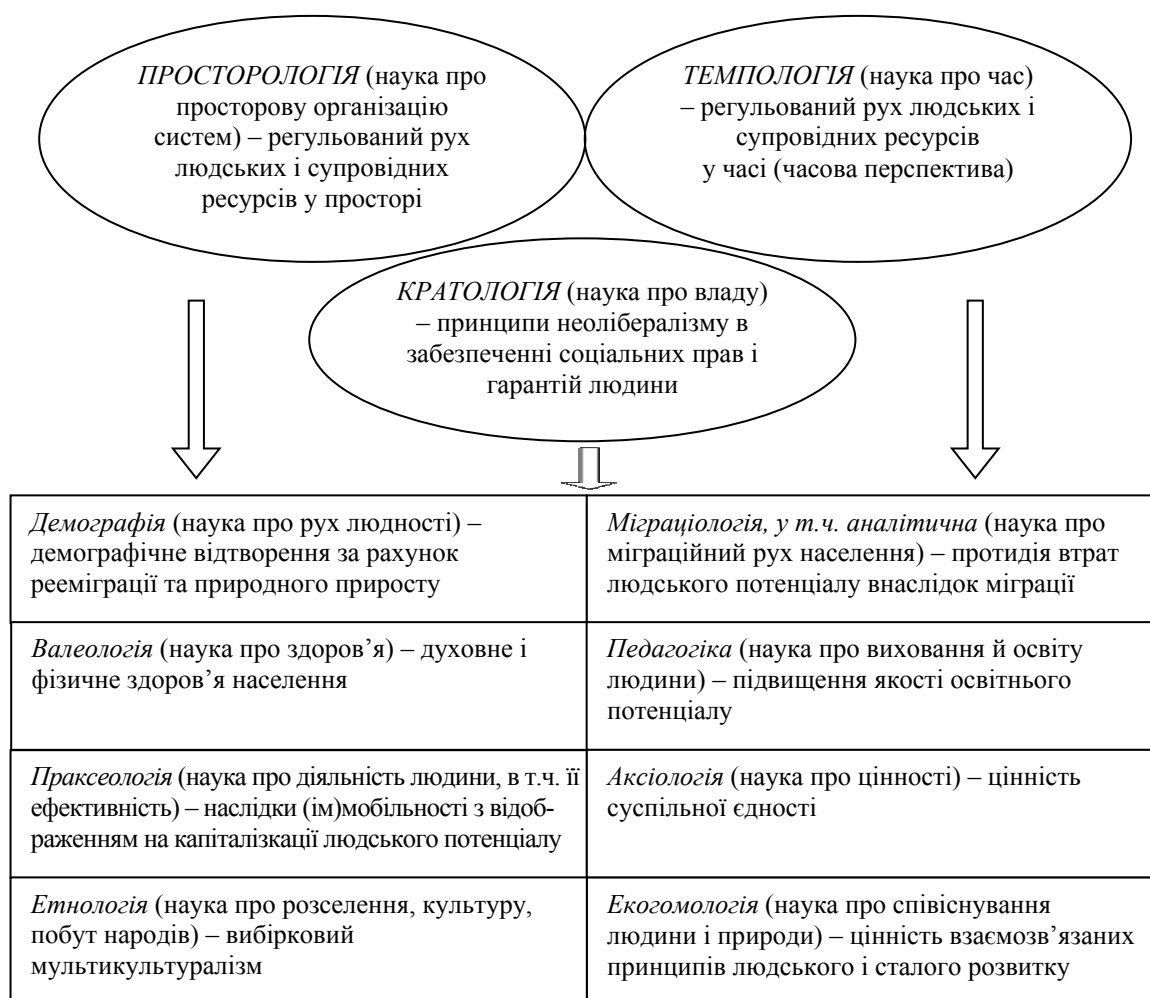 ПРОСТОРОЛОГІЯ (наука про
просторову організацію
систем) – регульований рух
людських і супровідних
ресурсів у просторі
ТЕМПОЛОГІЯ (наука про час)
– регульований рух людських і
супровідних ресурсів
у часі (часова перспектива)
КРАТОЛОГІЯ (наука про владу)
– принципи неолібералізму в
забезпеченні соціальних прав і
гарантій людини
Демографія (наука про рух людності) –
демографічне відтворення за рахунок
рееміграції та природного приросту
Міграціологія, у т.ч. аналітична (наука про
міграційний рух населення) – протидія втрат
людського потенціалу внаслідок міграції
Валеологія (наука про здоров’я) – духовне і
фізичне здоров’я населення
Педагогіка (наука про виховання й освіту
людини) – підвищення якості освітнього
потенціалу
Праксеологія (наука про діяльність людини, в т.ч. її
ефективність) – наслідки (ім)мобільності з відоб-
раженням на капіталізкації людського потенціалу
Аксіологія (наука про цінності) – цінність
суспільної єдності
Етнологія (наука про розселення, культуру,
побут народів) – вибірковий
мультикультуралізм
Екогомологія (наука про співіснування
людини і природи) – цінність взаємозв’язаних
принципів людського і сталого розвитку